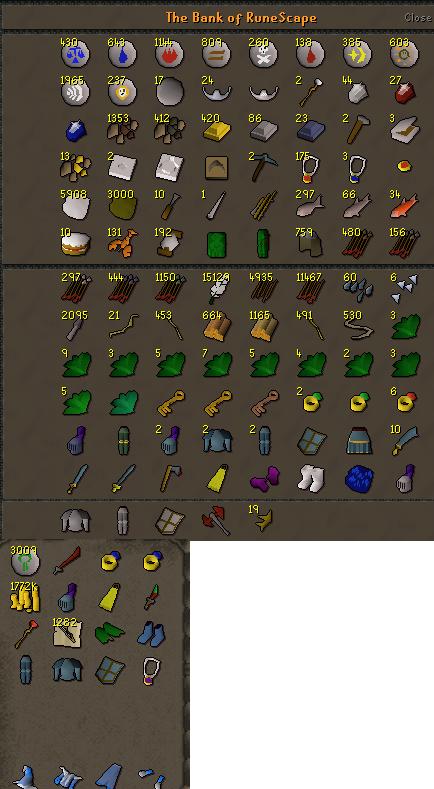 The Bank of RuneScape
Close
430 643 1144 809 260 138 385 603
1965 237 17 24 2 44 27
1353 412 420 86 23 2 3
13 2 2 175 3
5908 3000 10 1 297 66 34
10 131 192 759 480 156
297 444 1150 15129 4935 11467 60 6
2095 21 453 664 1165 491 530 3
9 3 5 7 5 4 2 3
5 2 6
2 2 2 10
19
3003
1772K
1282